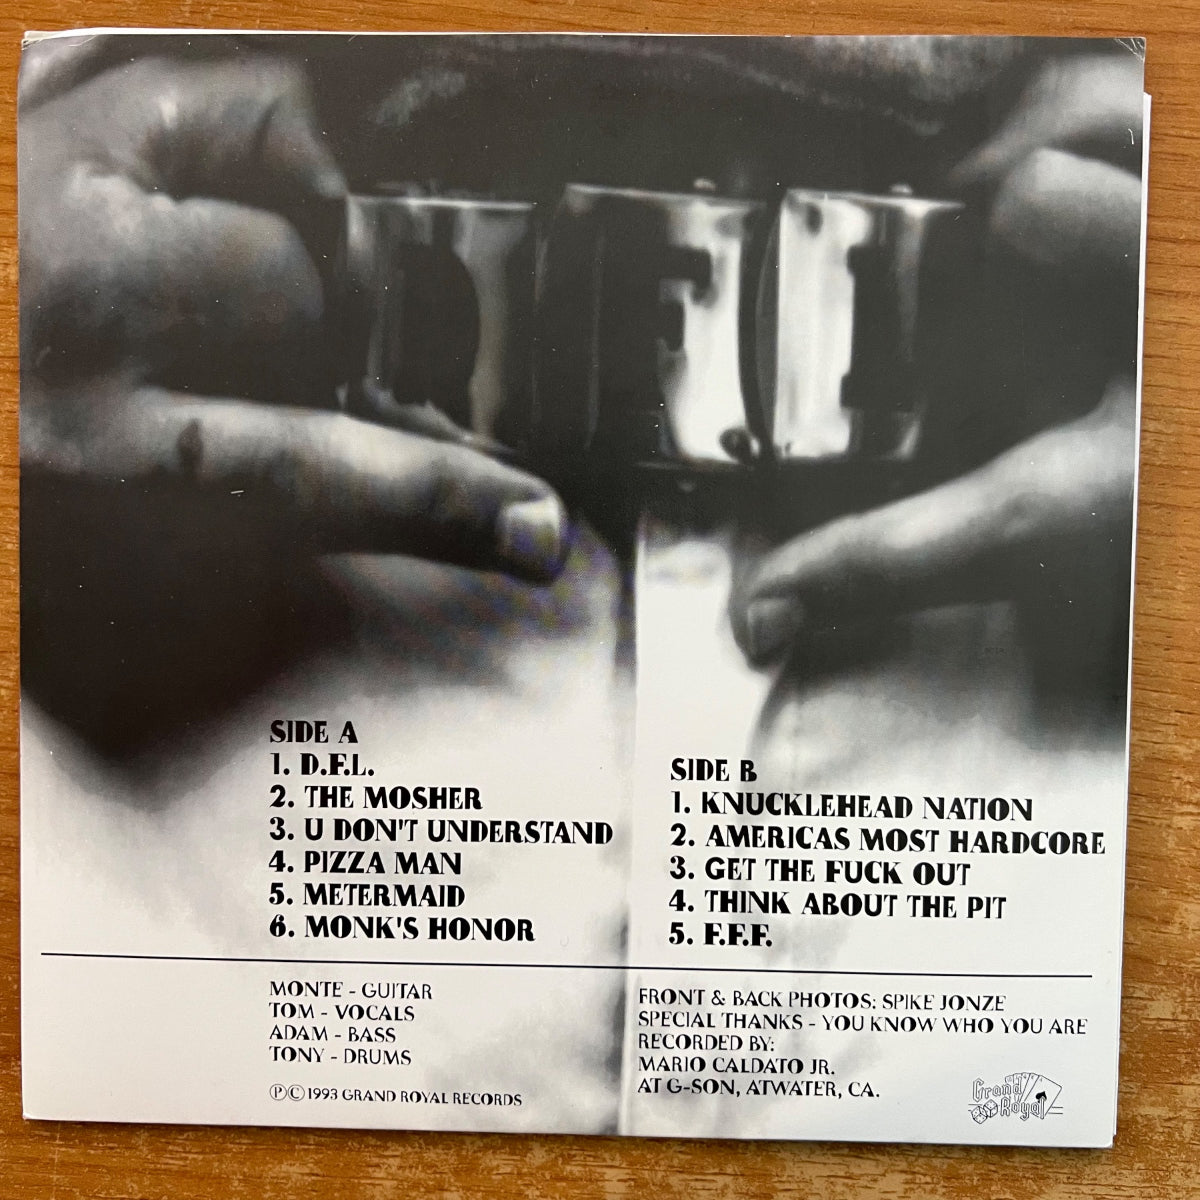 SIDE A
1. D.F.L.
2. THE MOSHER
3. U DON'T UNDERSTAND
4. PIZZA MAN
5. METERMAID
6. MONK'S HONOR
SIDE B
1. KNUCKLEHEAD NATION
2. AMERICAS MOST HARDCORE
3. GET THE FUCK OUT
4. THINK ABOUT THE PIT
5. F.F.F.
MONTE - GUITAR
TOM - VOCALS
ADAM - BASS
TONY - DRUMS
ⓅⒸ1993 GRAND ROYAL RECORDS
FRONT & BACK PHOTOS: SPIKE JONZE
SPECIAL THANKS - YOU KNOW WHO YOU ARE
RECORDED BY:
MARIO CALDATO JR.
AT G-SON, ATWATER, CA.
Grand
Royal